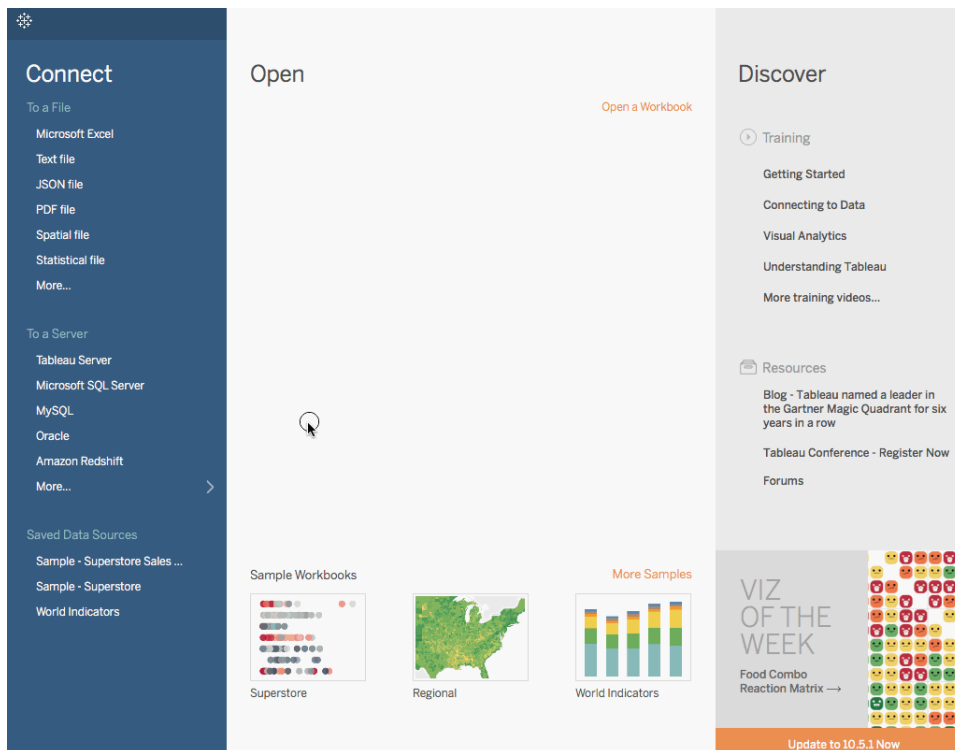 Connect
To a File
Microsoft Excel
Text file
JSON file
PDF file
Spatial file
Statistical file
More...
To a Server
Tableau Server
Microsoft SQL Server
MySQL
Oracle
Amazon Redshift
More...
Saved Data Sources
Sample - Superstore Sales ...
Sample - Superstore
World Indicators
Open
Open a Workbook
Sample Workbooks
More Samples
Superstore
Regional
World Indicators
Discover
Training
Getting Started
Connecting to Data
Visual Analytics
Understanding Tableau
More training videos...
Resources
Blog - Tableau named a leader in
the Gartner Magic Quadrant for six
years in a row
Tableau Conference - Register Now
Forums
VIZ
OF THE
WEEK
Food Combo
Reaction Matrix →
Update to 10.5.1 Now